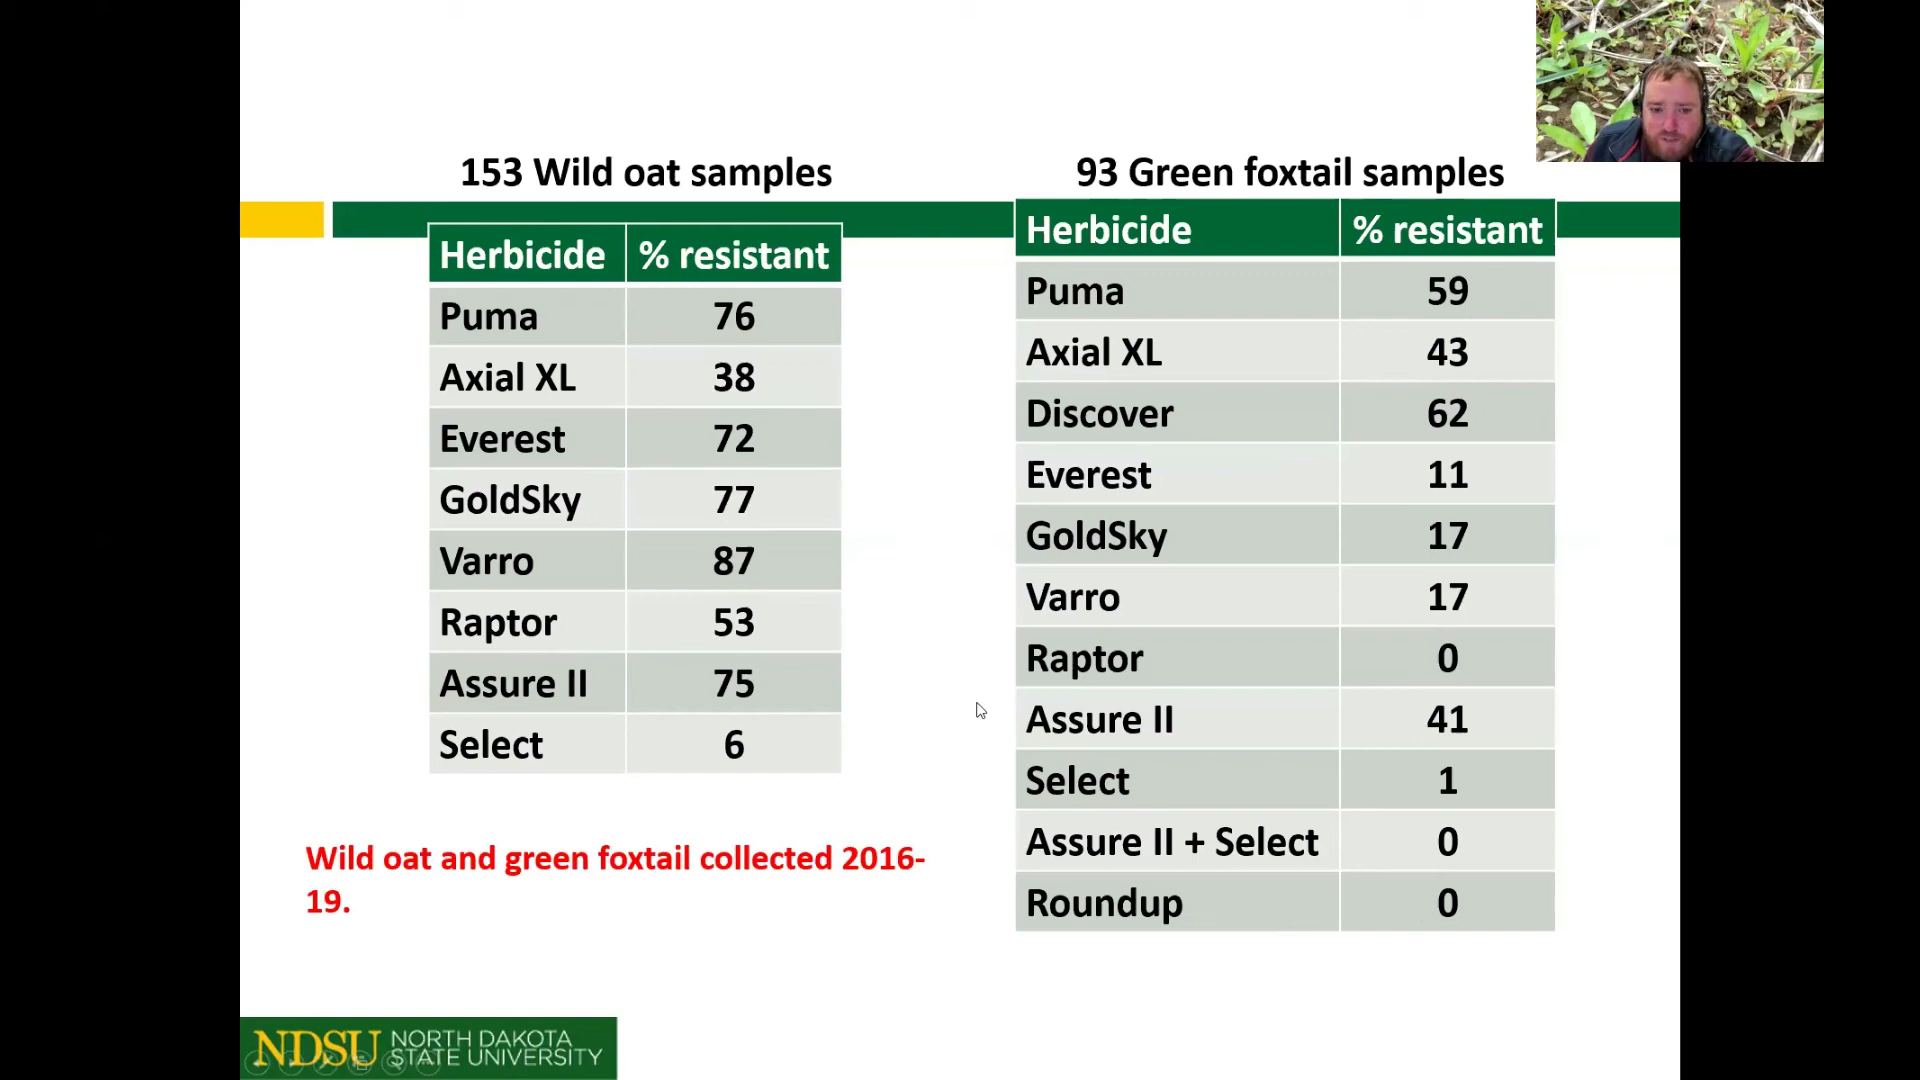 153 Wild oat samples
Herbicide % resistant
Puma 76
Axial XL 38
Everest 72
GoldSky 77
Varro 87
Raptor 53
Assure II 75
Select 6
Wild oat and green foxtail collected 2016-
19.
93 Green foxtail samples
Herbicide % resistant
Puma 59
Axial XL 43
Discover 62
Everest 11
GoldSky 17
Varro 17
Raptor 0
Assure II 41
Select 1
Assure II + Select 0
Roundup 0
NDSU NORTH DAKOTA
STATE UNIVERSITY